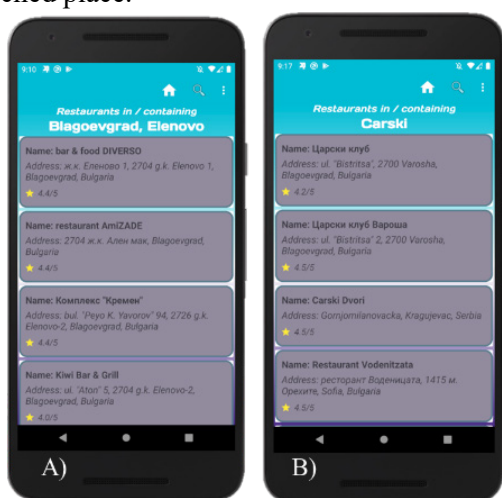 ched place.
9:10
Restaurants in / containing
Blagoevgrad, Elenovo
Name: bar & food DIVERSO
Address: ж.к. Еленово 1, 2704 g.k. Elenovo 1,
Blagoevgrad, Bulgaria
4.4/5
Name: restaurant AmiZADE
Address: 2704 ж.к. Ален мак, Blagoevgrad,
Bulgaria
4.4/5
Name: Комплекс "Кремен"
Address: bul. "Peyo K. Yavorov" 94, 2726 g.k.
Elenovo-2, Blagoevgrad, Bulgaria
4.4/5
Name: Kiwi Bar & Grill
Address: ul. "Aton" 5, 2704 g.k. Elenovo-2,
Blagoevgrad, Bulgaria
4.0/5
A)
9:17
Restaurants in / containing
Carski
Name: Царски клуб
Address: ul. "Bistritsa", 2700 Varosha,
Blagoevgrad, Bulgaria
4.2/5
Name: Царски клуб Вароша
Address: ul. "Bistritsa" 2, 2700 Varosha,
Blagoevgrad, Bulgaria
4.5/5
Name: Carski Dvori
Address: Gornjomilanovacka, Kragujevac, Serbia
4.5/5
Name: Restaurant Vodenitzata
Address: ресторант Воденицата, 1415 м.
Орехите, Sofia, Bulgaria
4.5/5
B)